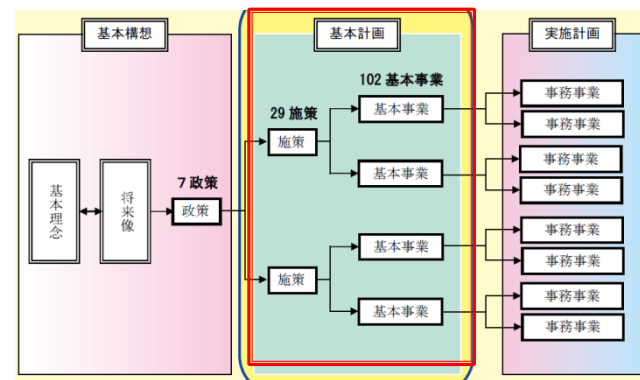 基本構想
基本計画
実施計画
102 基本事業
29 施策
7 政策
基本理念
将来像
政策
施策
施策
基本事業
基本事業
基本事業
基本事業
事務事業
事務事業
事務事業
事務事業
事務事業
事務事業
事務事業
事務事業